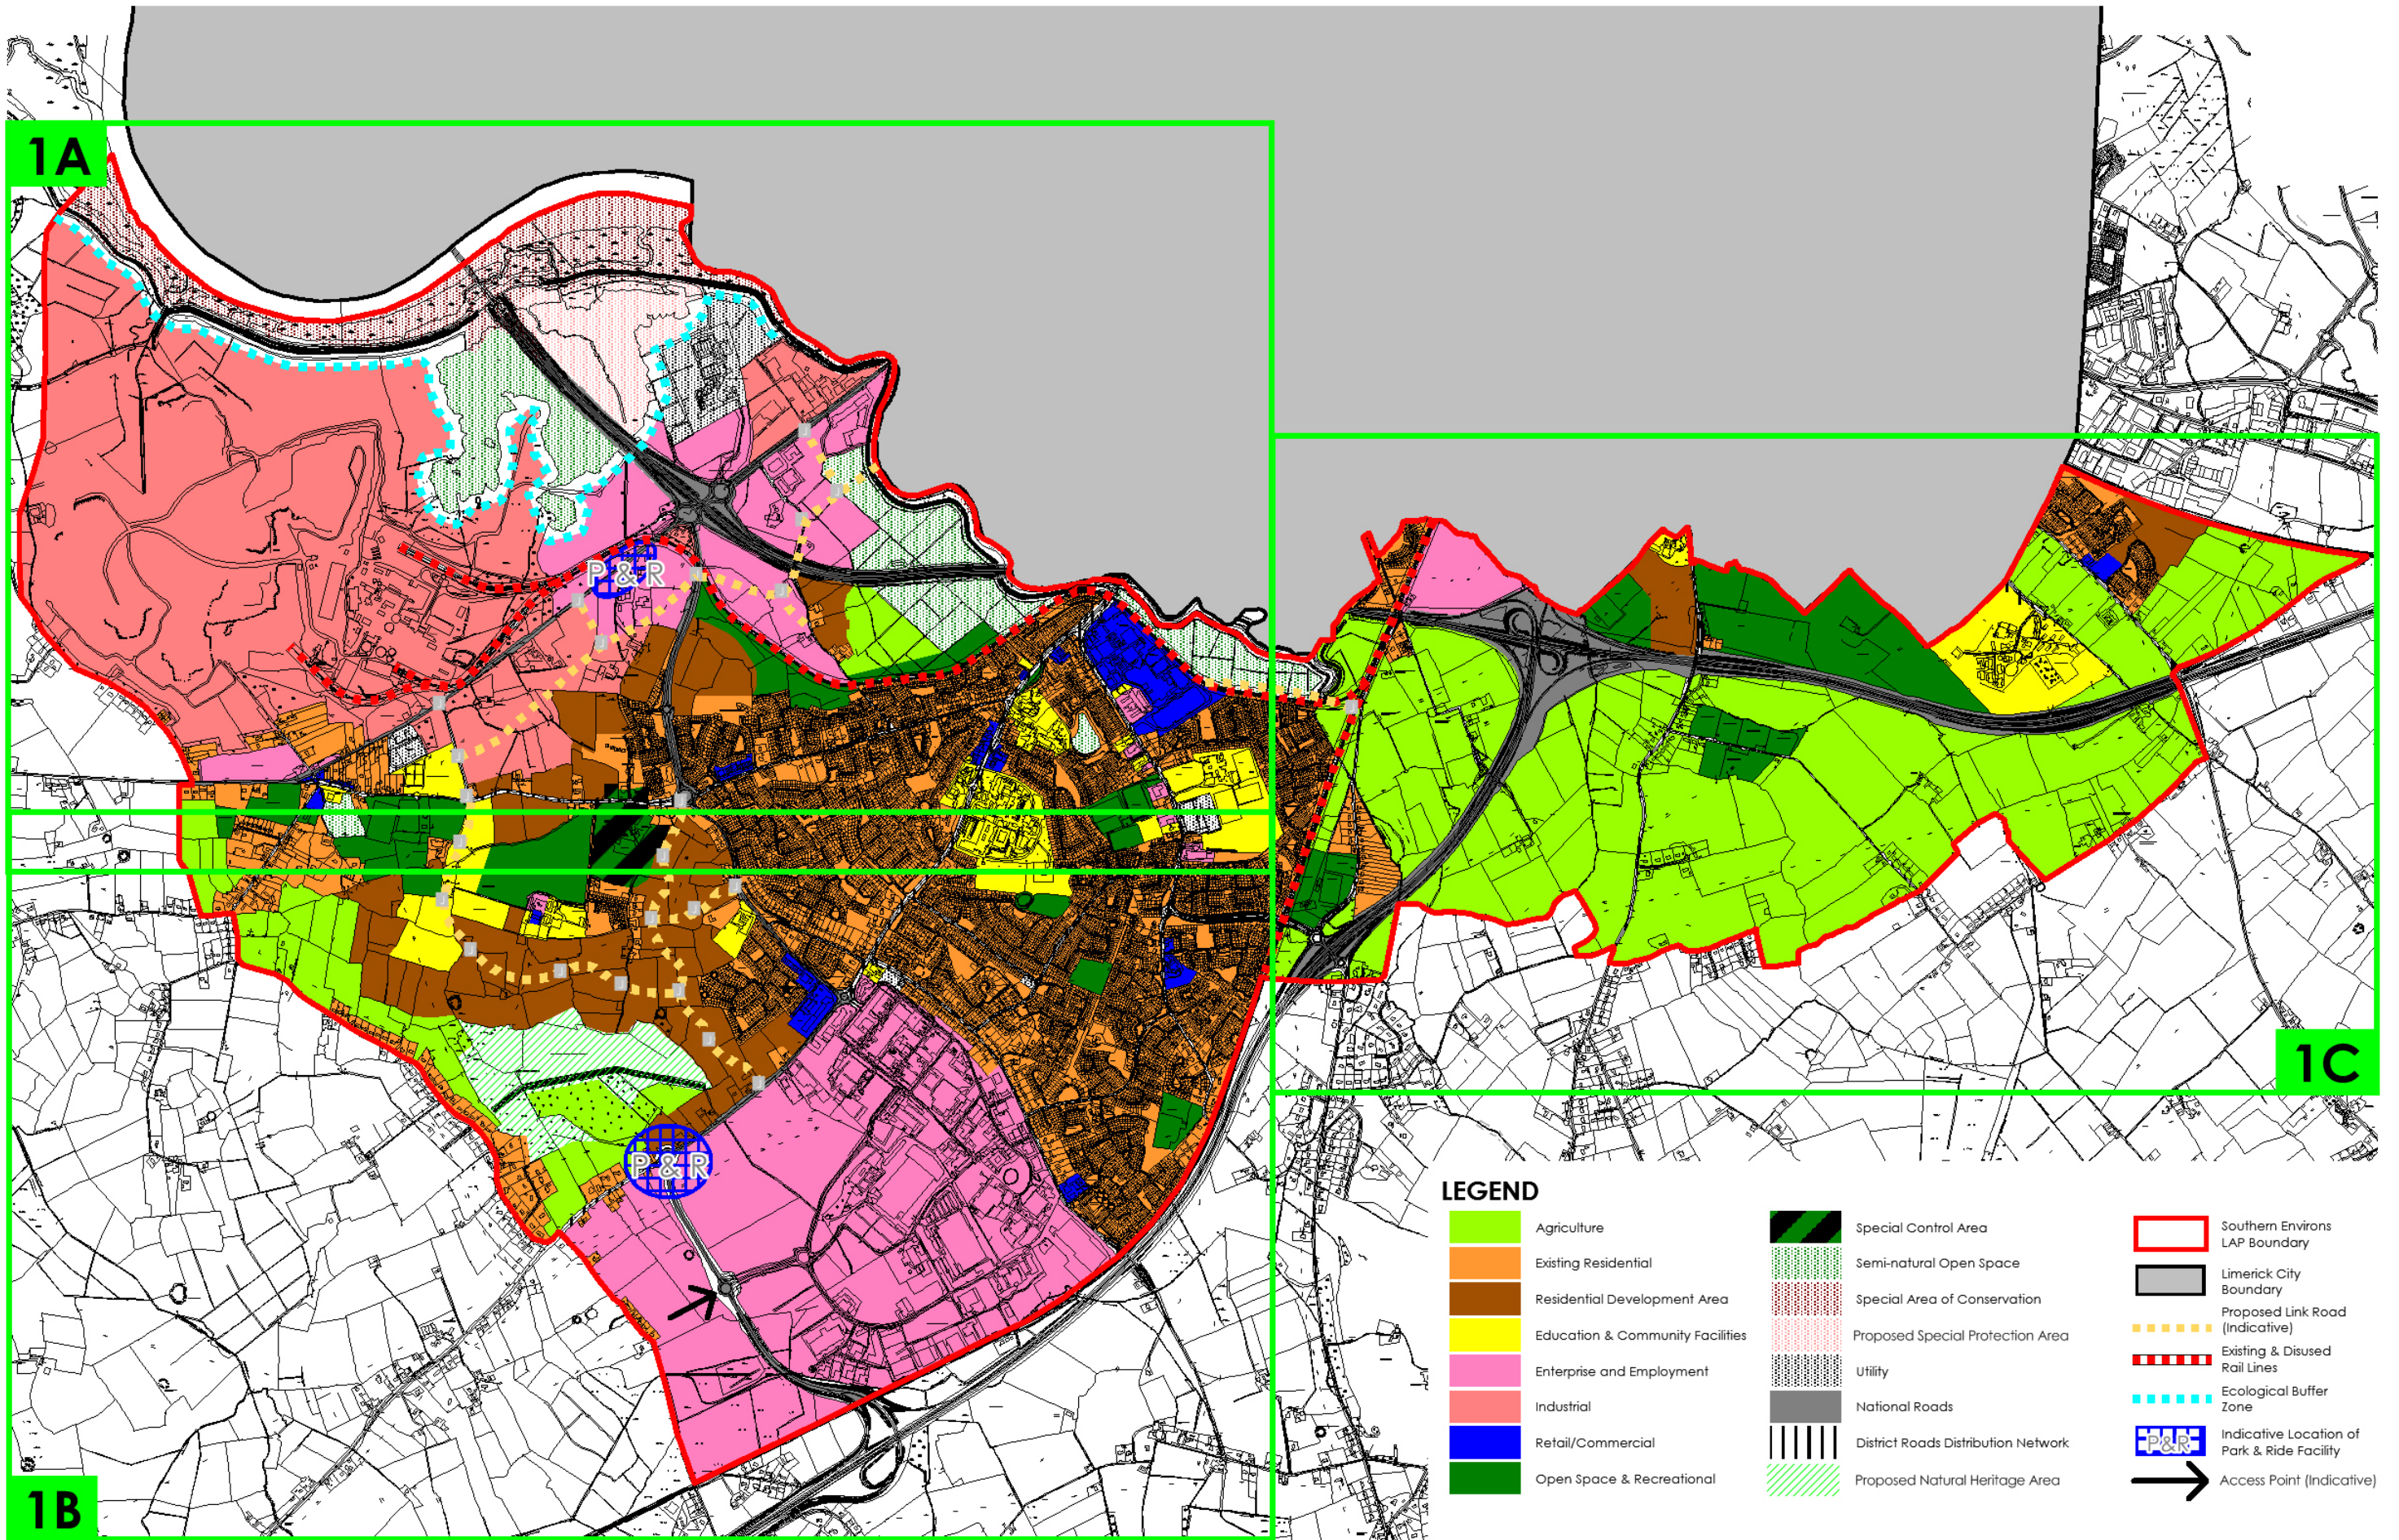 1A
P & R
1C
P & R
1B
LEGEND
Agriculture
Existing Residential
Residential Development Area
Education & Community Facilities
Enterprise and Employment
Industrial
Retail/Commercial
Open Space & Recreational
Special Control Area
Semi-natural Open Space
Special Area of Conservation
Proposed Special Protection Area
Utility
National Roads
District Roads Distribution Network
Proposed Natural Heritage Area
Southern Environs
LAP Boundary
Limerick City
Boundary
Proposed Link Road
(Indicative)
Existing & Disused
Rail Lines
Ecological Buffer
Zone
P&R
Indicative Location of
Park & Ride Facility
Access Point (Indicative)